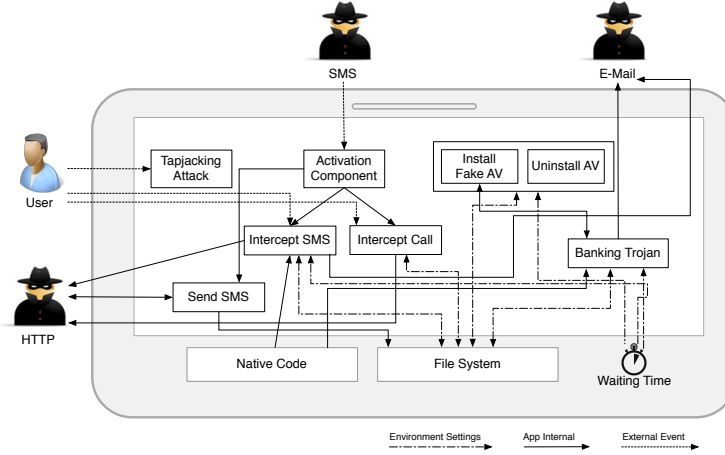 SMS
E-Mail
Tapjacking
Attack
Activation
Component
Install
Fake AV
Uninstall AV
User
Intercept SMS
Intercept Call
Banking Trojan
Send SMS
HTTP
Native Code
File System
Waiting Time
Environment Settings
App Internal
External Event